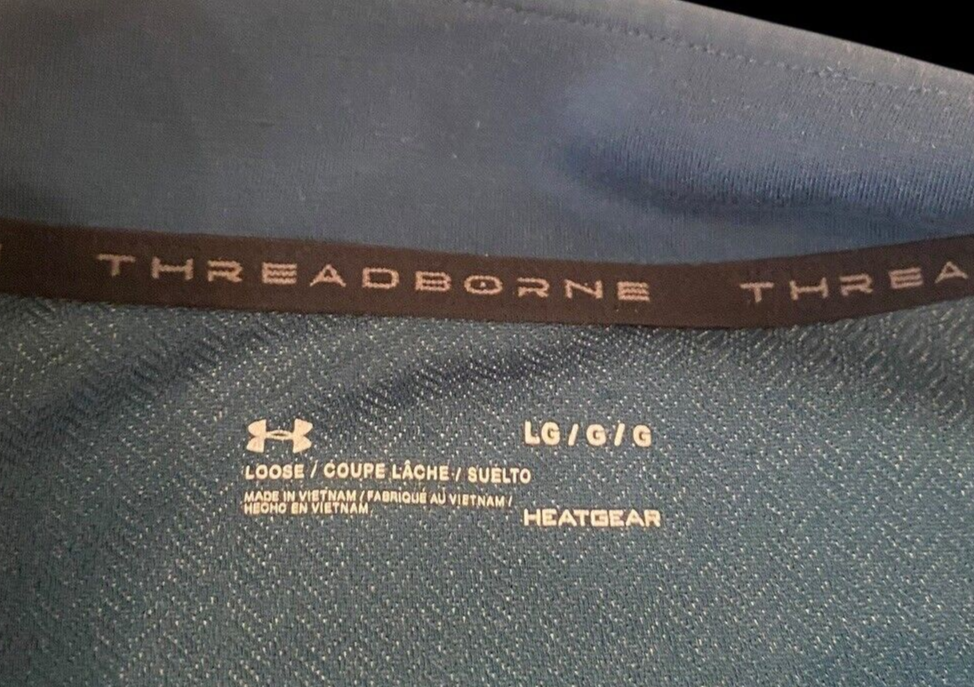 THREADBORNE THREA
LG / G / G
LOOSE / COUPE LÂCHE / SUELTO
MADE IN VIETNAM / FABRIQUÉ AU VIETNAM /
HECHO EN VIETNAM
HEATGEAR